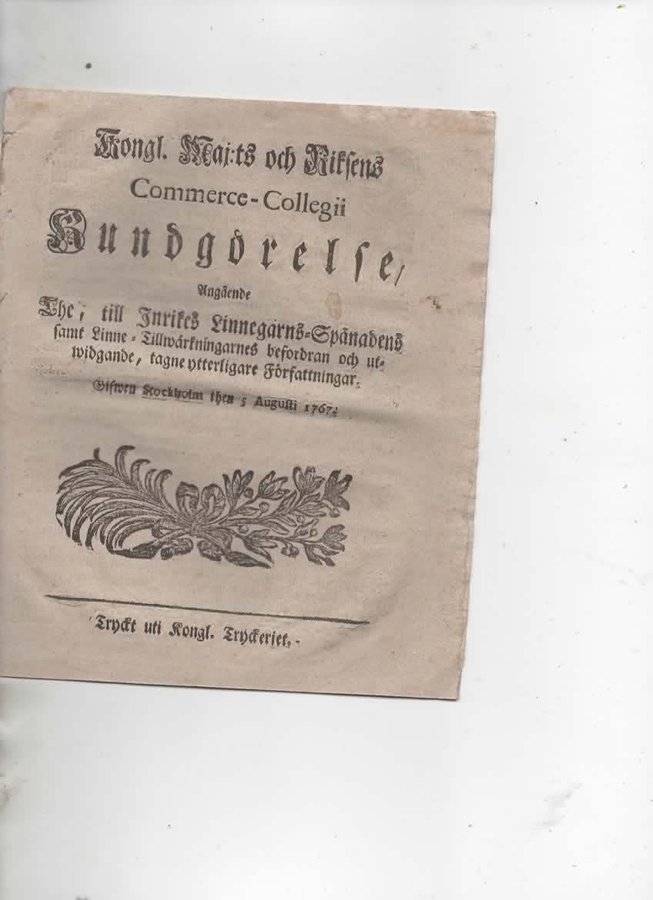 Kongl. Maj:ts och Riksens
Commerce-Collegii
Kundgörelse,
Angående
The, till Inrikes Linnegarns-Spånadens
samt Linne-Tillwärkningarnes befordran och ut-
widgande, tagne ytterligare Författningar.
Gifwen Stockholm then 5 Augusti 1767.
Tryckt uti Kongl. Tryckeriet.